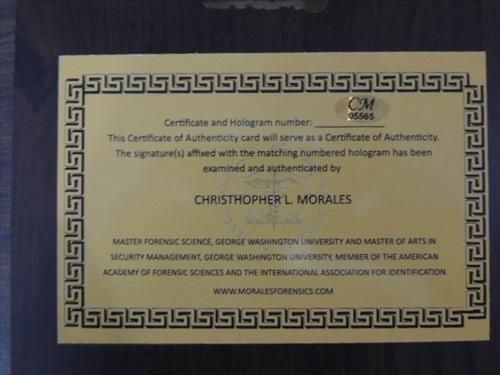 CM
05565
Certificate and Hologram number:
This Certificate of Authenticity card will serve as a Certificate of Authenticity.
The signature(s) affixed with the matching numbered hologram has been
examined and authenticated by
CHRISTHOPHER L. MORALES
MASTER FORENSIC SCIENCE, GEORGE WASHINGTON UNIVERSITY AND MASTER OF ARTS IN
SECURITY MANAGEMENT, GEORGE WASHINGTON UNIVERSITY, MEMBER OF THE AMERICAN
ACADEMY OF FORENSIC SCIENCES AND THE INTERNATIONAL ASSOCIATION FOR IDENTIFICATION.
WWW.MORALESFORENSICS.COM